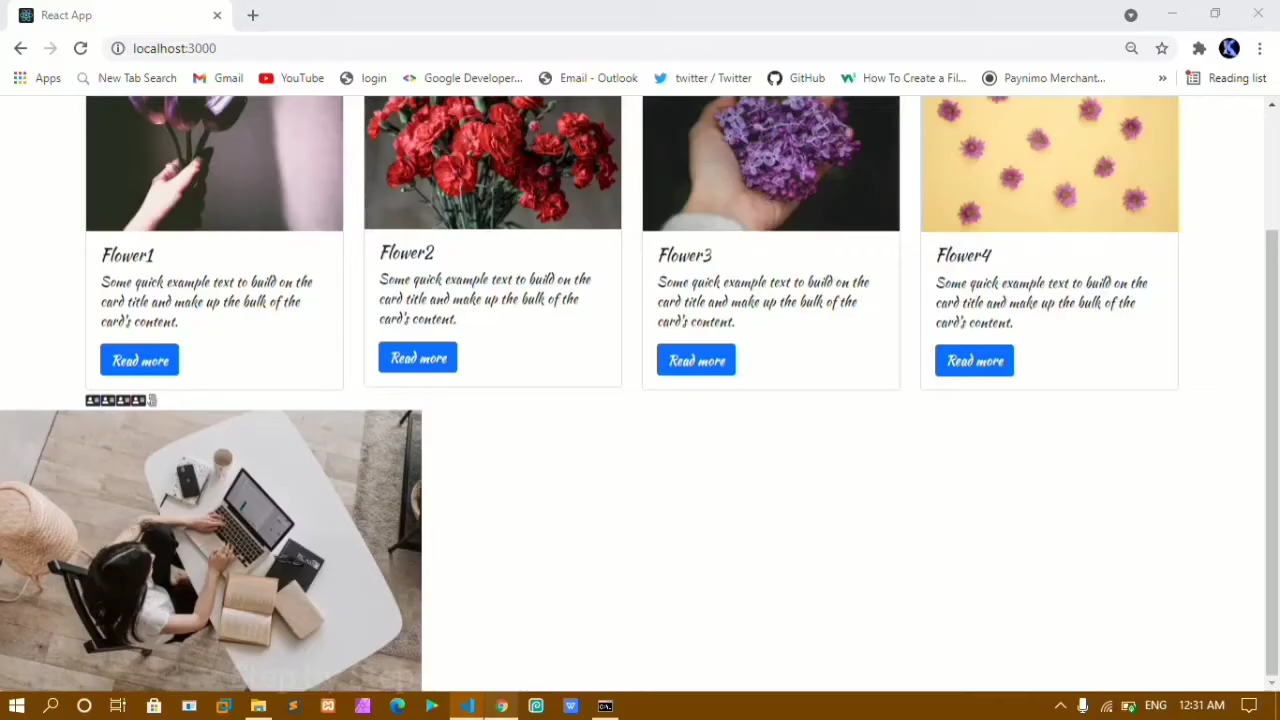 React App
localhost:3000
Apps
New Tab Search
Gmail
YouTube
login
Google Developer...
Email - Outlook
twitter / Twitter
GitHub
How To Create a Fil...
Paynimo Merchant...
»
Reading list
Flower1
Some quick example text to build on the
card title and make up the bulk of the
card's content.
Read more
Flower2
Some quick example text to build on the
card title and make up the bulk of the
card's content.
Read more
Flower3
Some quick example text to build on the
card title and make up the bulk of the
card's content.
Read more
Flower4
Some quick example text to build on the
card title and make up the bulk of the
card's content.
Read more
ENG
12:31 AM